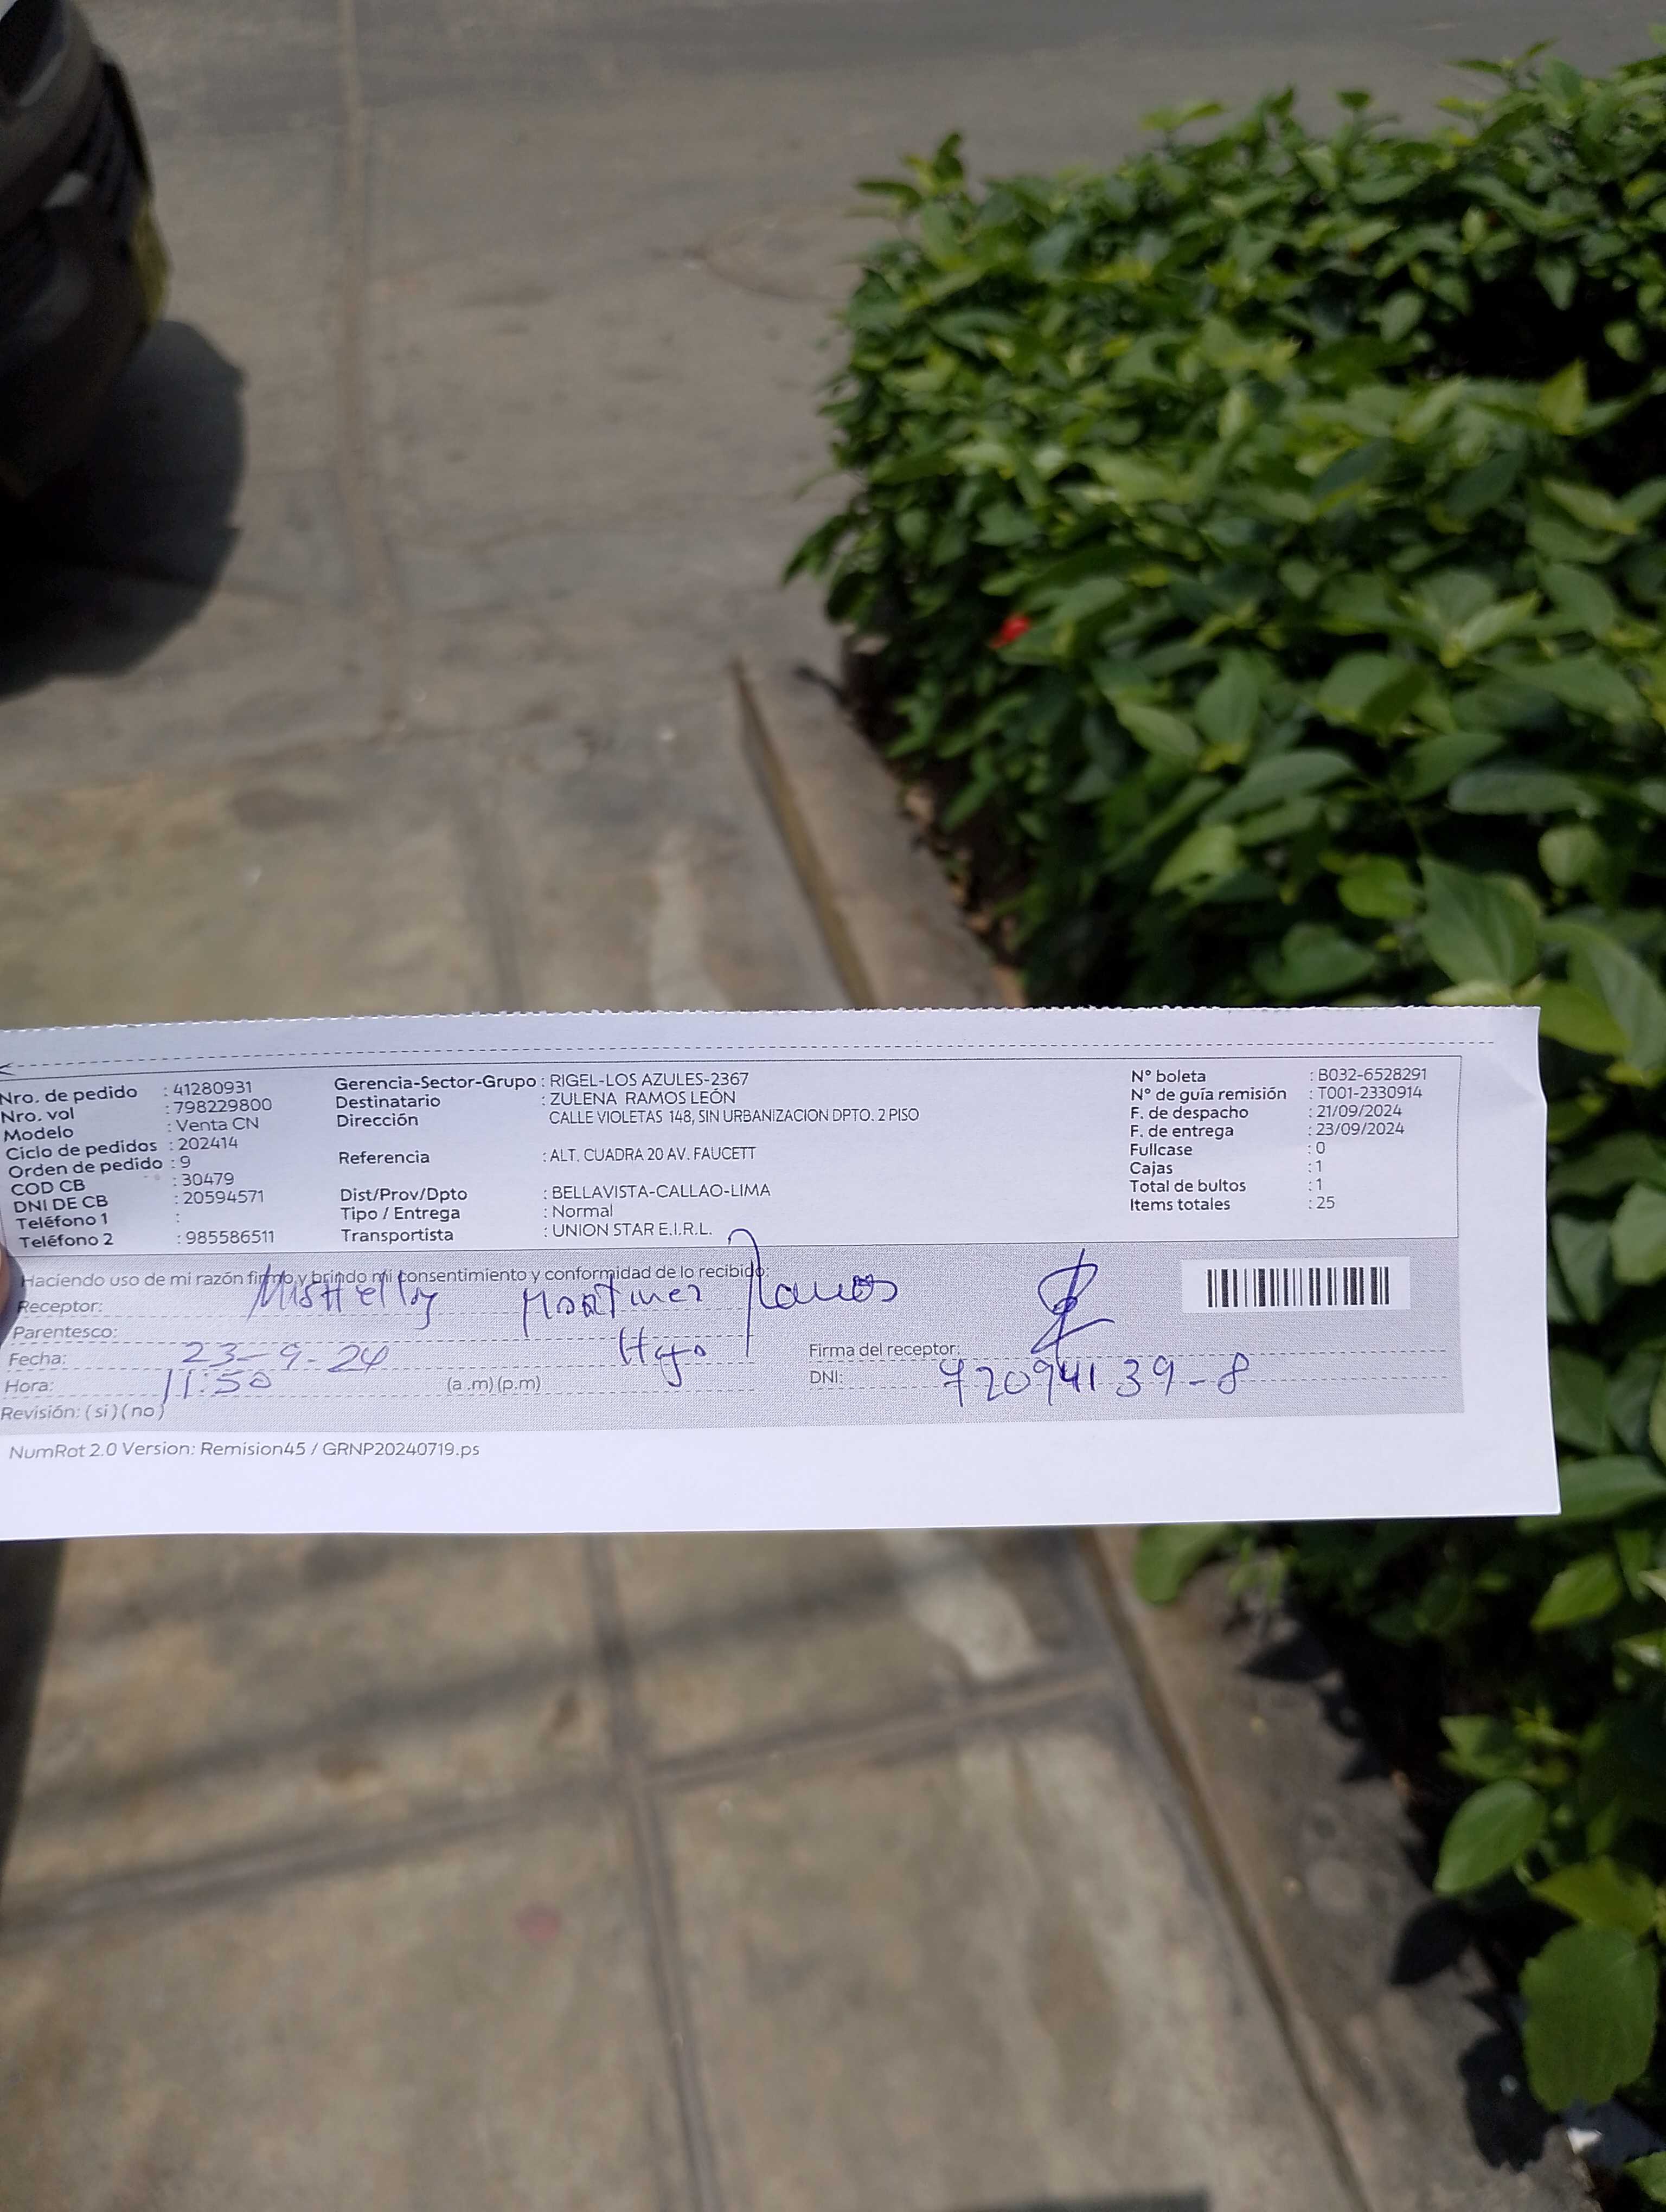 Nro. de pedido : 41280931
Nro. vol : 798229800
Modelo : Venta CN
Ciclo de pedidos : 202414
Orden de pedido : 9
COD CB : 30479
DNI DE CB : 20594571
Teléfono 1 :
Teléfono 2 : 985586511
Gerencia-Sector-Grupo : RIGEL-LOS AZULES-2367
Destinatario : ZULENA RAMOS LEÓN
Dirección CALLE VIOLETAS 148, SIN URBANIZACION DPTO. 2 PISO
Referencia : ALT. CUADRA 20 AV. FAUCETT
Dist/Prov/Dpto : BELLAVISTA-CALLAO-LIMA
Tipo / Entrega : Normal
Transportista : UNION STAR E.I.R.L.
N° boleta : B032-6528291
N° de guía remisión : T001-2330914
F. de despacho : 21/09/2024
F. de entrega : 23/09/2024
Fullcase : 0
Cajas : 1
Total de bultos : 1
Items totales : 25
Haciendo uso de mi razón firmo y brindo mi consentimiento y conformidad de lo recibido:
Receptor: Martinez Ramos
Parentesco: Hijo
Fecha: 23-9-24
Hora: 11:50 (a .m) (p.m)
Revisión: ( si ) ( no )
Firma del receptor:
DNI: 72094139-8
NumRot 2.0 Version: Remision45 / GRNP20240719.ps